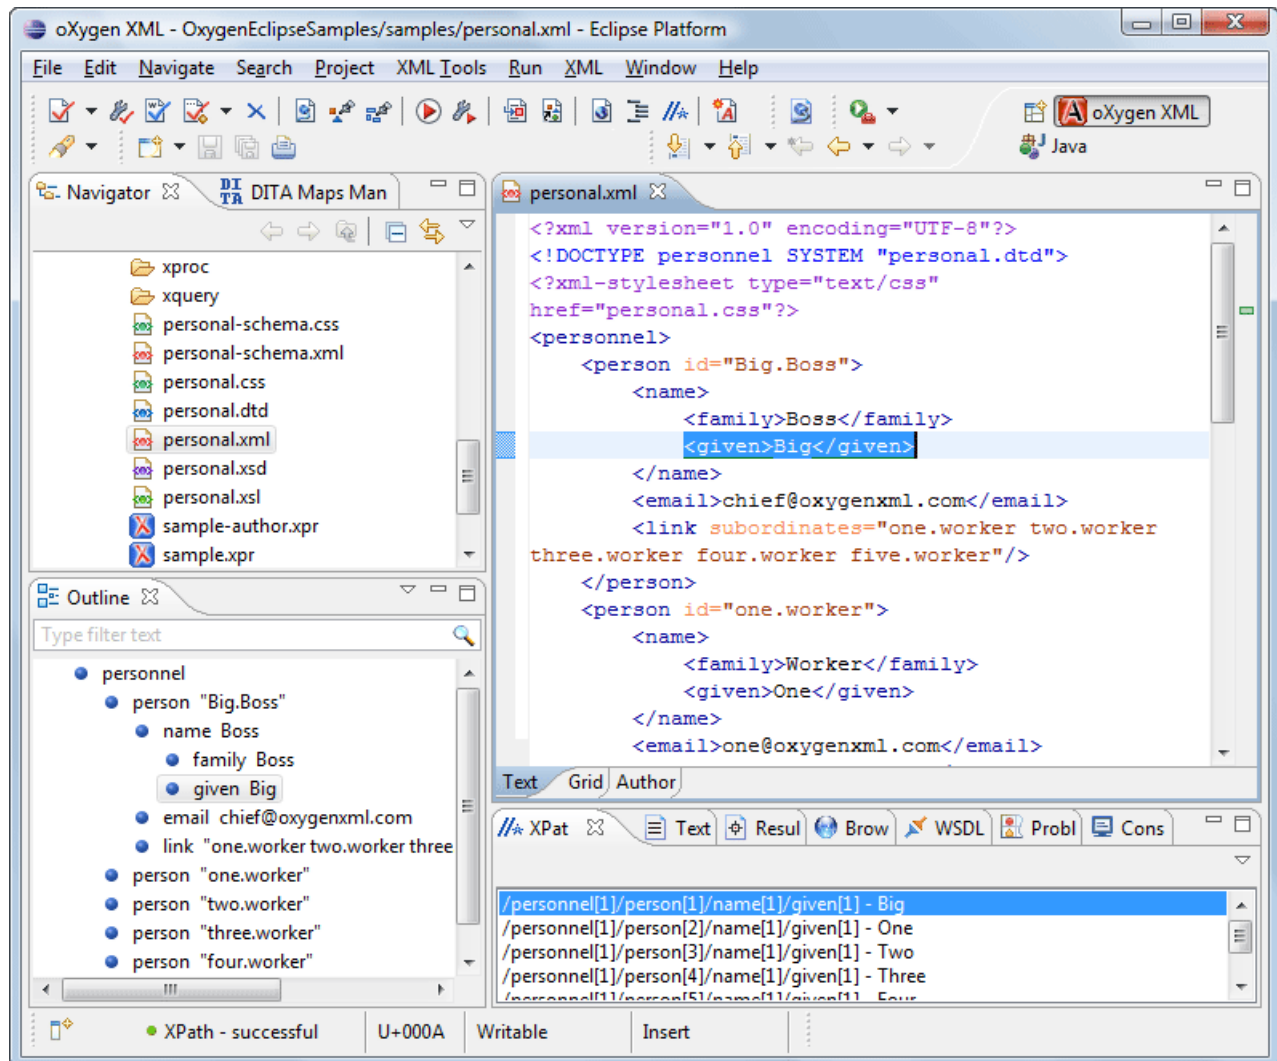 oXygen XML - OxygenEclipseSamples/samples/personal.xml - Eclipse Platform
File Edit Navigate Search Project XML Tools Run XML Window Help
oXygen XML
Java
Navigator
DITA Maps Man
xproc
xquery
personal-schema.css
personal-schema.xml
personal.css
personal.dtd
personal.xml
personal.xsd
personal.xsl
sample-author.xpr
sample.xpr
Outline
Type filter text
personnel
person "Big.Boss"
name Boss
family Boss
given Big
email chief@oxygenxml.com
link "one.worker two.worker three
person "one.worker"
person "two.worker"
person "three.worker"
person "four.worker"
personal.xml
<?xml version="1.0" encoding="UTF-8"?>
<!DOCTYPE personnel SYSTEM "personal.dtd">
<?xml-stylesheet type="text/css"
href="personal.css"?>
<personnel>
<person id="Big.Boss">
<name>
<family>Boss</family>
<given>Big</given>
</name>
<email>chief@oxygenxml.com</email>
<link subordinates="one.worker two.worker
three.worker four.worker five.worker"/>
</person>
<person id="one.worker">
<name>
<family>Worker</family>
<given>One</given>
</name>
<email>one@oxygenxml.com</email>
Text Grid Author
XPat Text Resul Brow WSDL Probl Cons
/personnel[1]/person[1]/name[1]/given[1] - Big
/personnel[1]/person[2]/name[1]/given[1] - One
/personnel[1]/person[3]/name[1]/given[1] - Two
/personnel[1]/person[4]/name[1]/given[1] - Three
/personnel[1]/person[5]/name[1]/given[1] - Four
XPath - successful U+000A Writable Insert